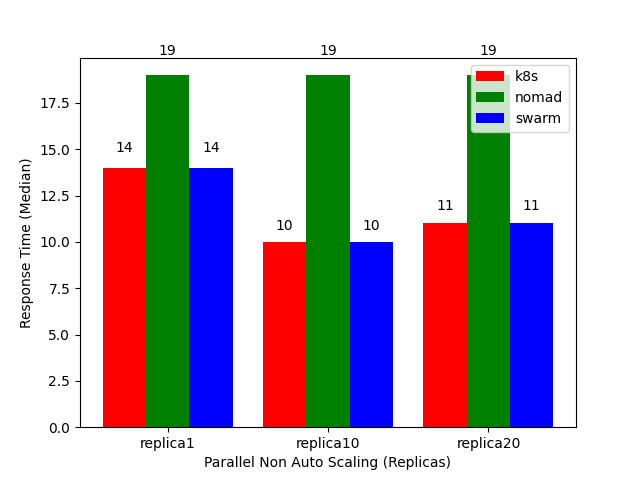 19 19 19
k8s
nomad
swarm
14 14
10 10
11 11
17.5
15.0
12.5
10.0
7.5
5.0
2.5
0.0
Response Time (Median)
replica1 replica10 replica20
Parallel Non Auto Scaling (Replicas)